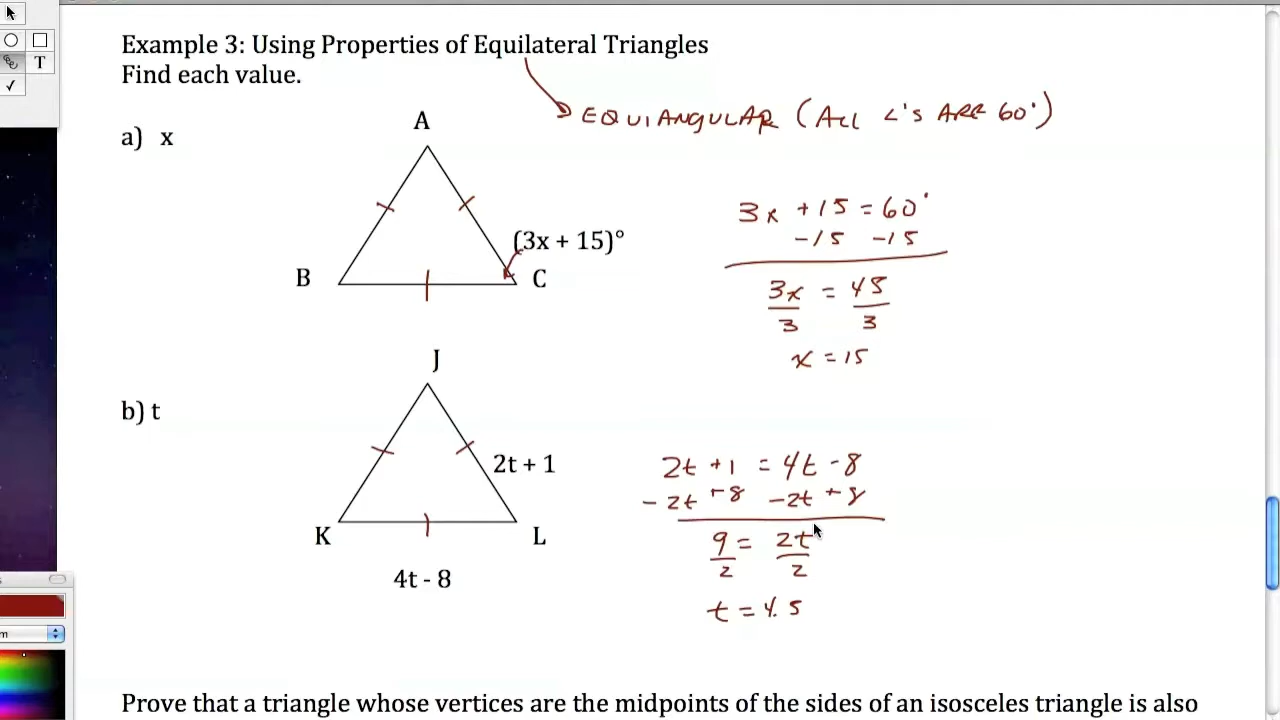 Example 3: Using Properties of Equilateral Triangles
Find each value.
EQUIANGULAR (ALL ∠'S ARE 60°)
a) x
A
B
C
(3x + 15)°
3x + 15 = 60°
-15 -15
3x = 45
3 3
x = 15
b) t
J
K
L
2t + 1
4t - 8
2t + 1 = 4t - 8
- 2t + 8 - 2t + 8
9 = 2t
2 2
t = 4.5
T
m
Prove that a triangle whose vertices are the midpoints of the sides of an isosceles triangle is also